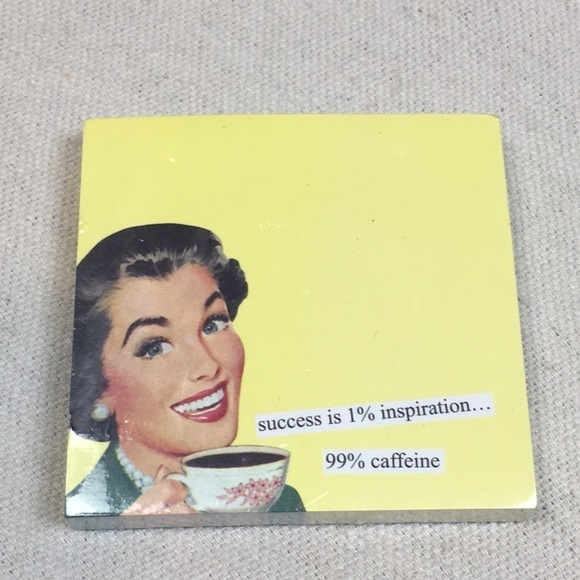 success is 1% inspiration...
99% caffeine